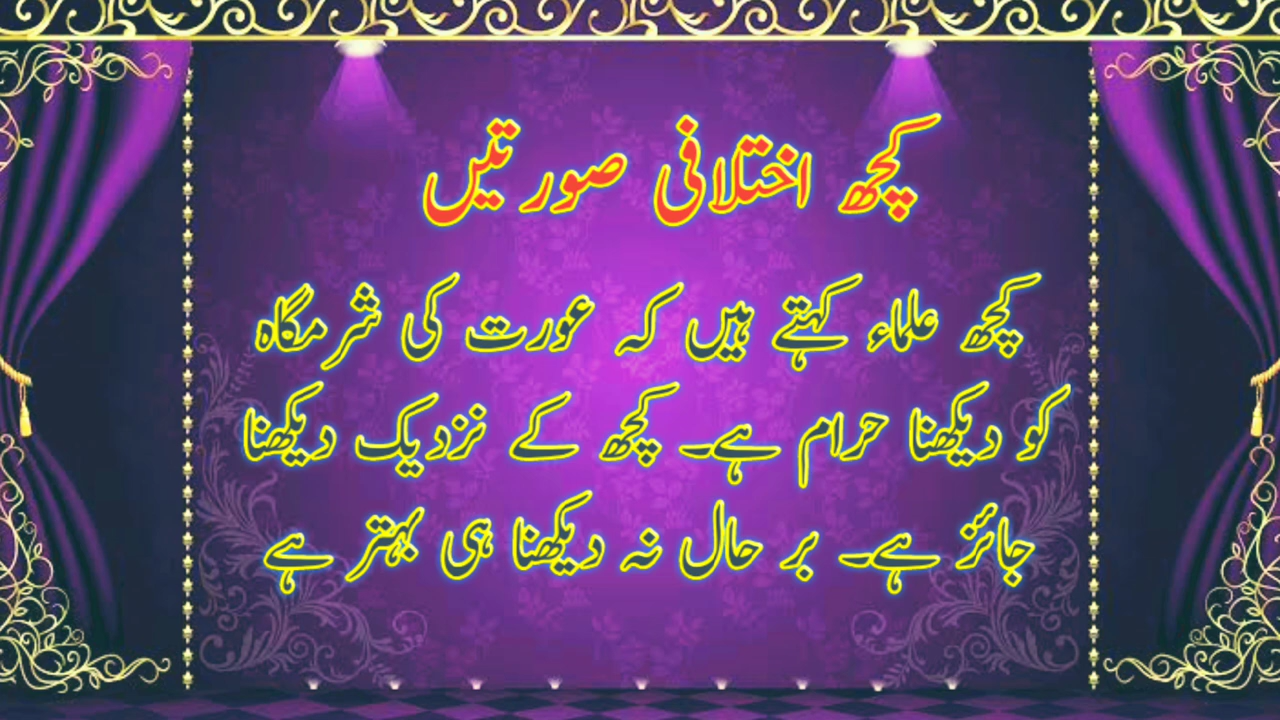 کچھ اختلافی صورتیں
کچھ علماء کہتے ہیں کہ عورت کی شرمگاہ
کو دیکھنا حرام ہے۔ کچھ کے نزدیک دیکھنا
جائز ہے۔ بر حال نہ دیکھنا ہی بہتر ہے